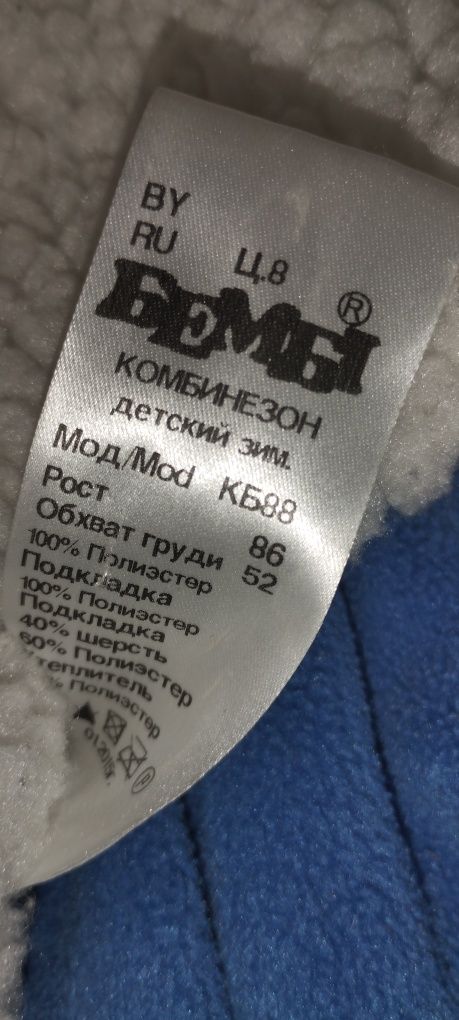 BY
RU Ц.8
БЕМБІ ®
КОМБИНЕЗОН
детский зим.
Мод/Mod КБ88
Рост 86
Обхват груди 52
100% Полиэстер
Подкладка
100% Полиэстер
Подкладка
40% шерсть
60% Полиэстер
Утеплитель
% Полиэстер